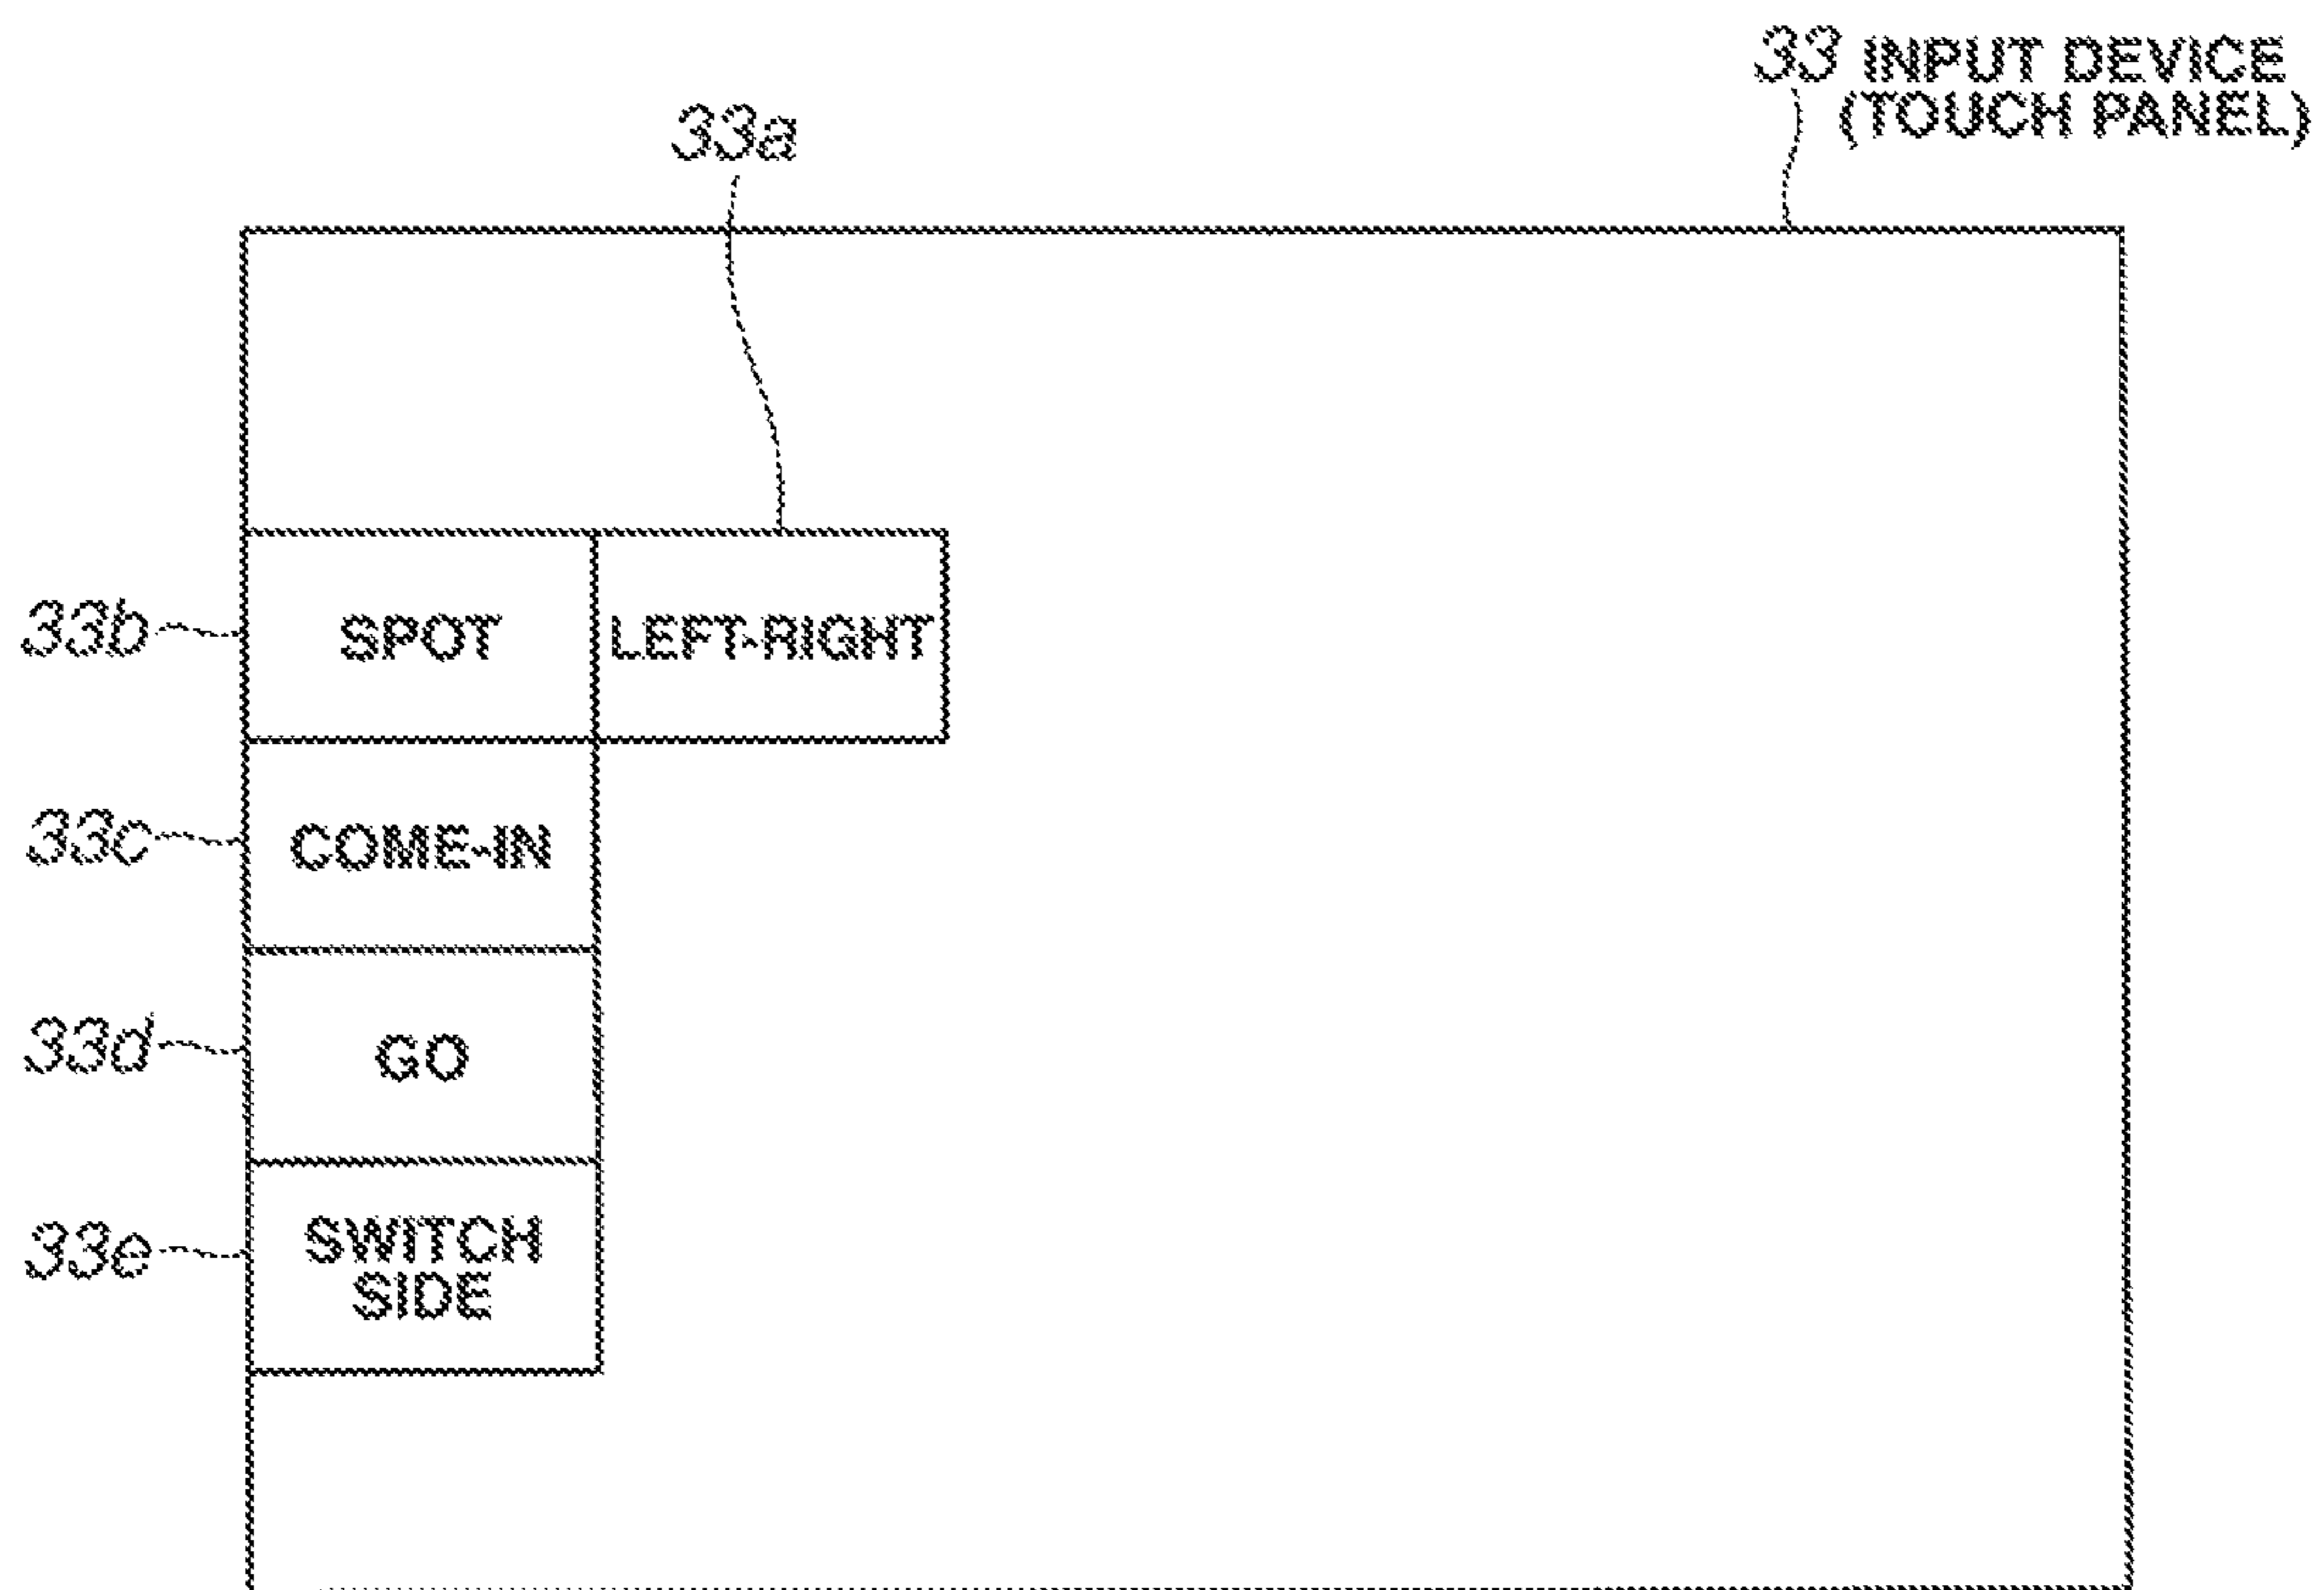 33 INPUT DEVICE
(TOUCH PANEL)
33a
33b SPOT LEFT-RIGHT
33c COME-IN
33d GO
33e SWITCH
SIDE